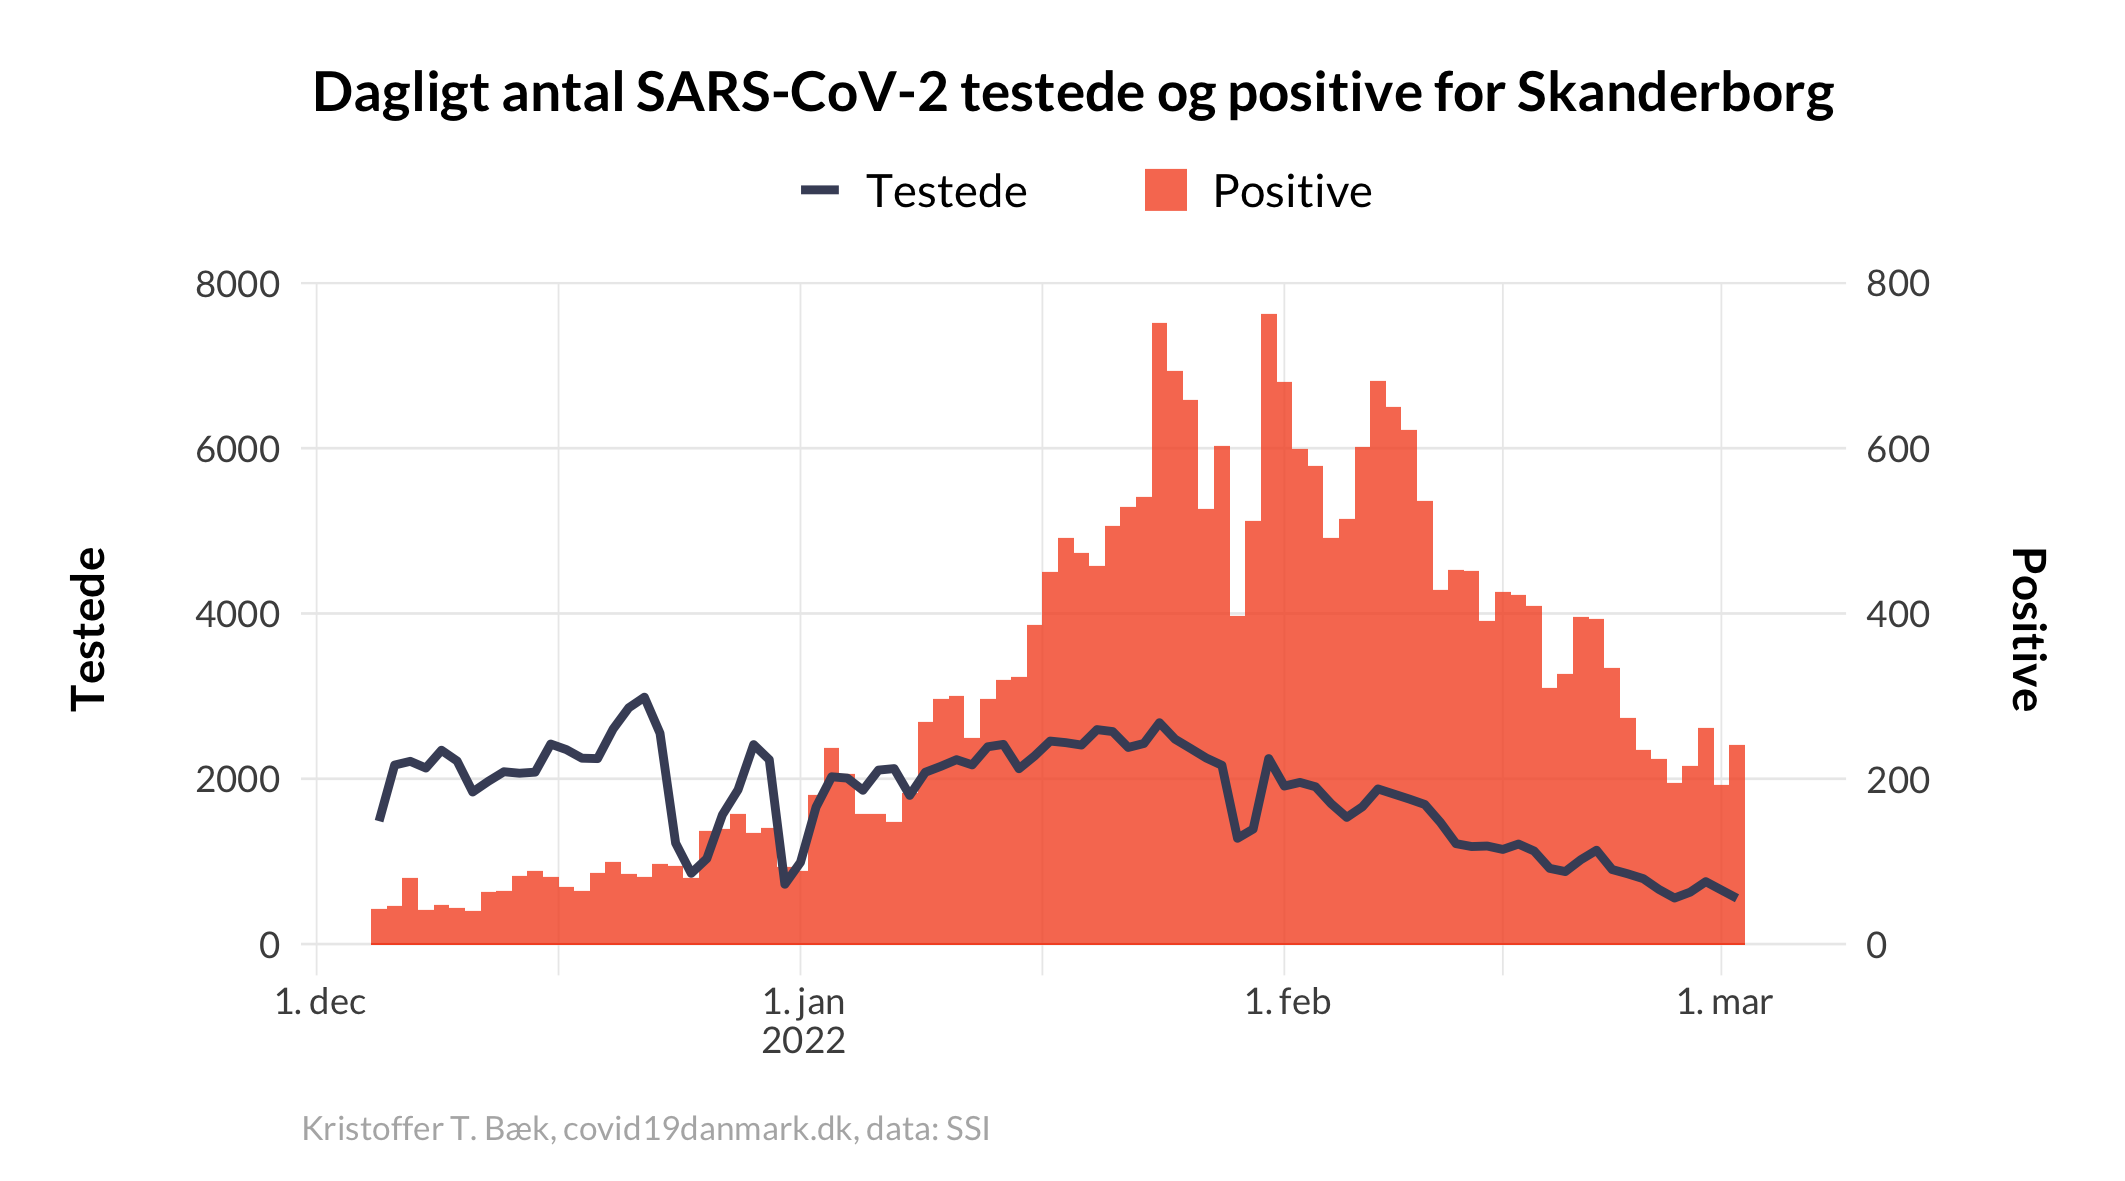 Dagligt antal SARS-CoV-2 testede og positive for Skanderborg
Testede
Positive
8000
6000
4000
2000
0
Testede
800
600
400
200
0
Positive
1. dec
1. jan
2022
1. feb
1. mar
Kristoffer T. Bæk, covid19danmark.dk, data: SSI